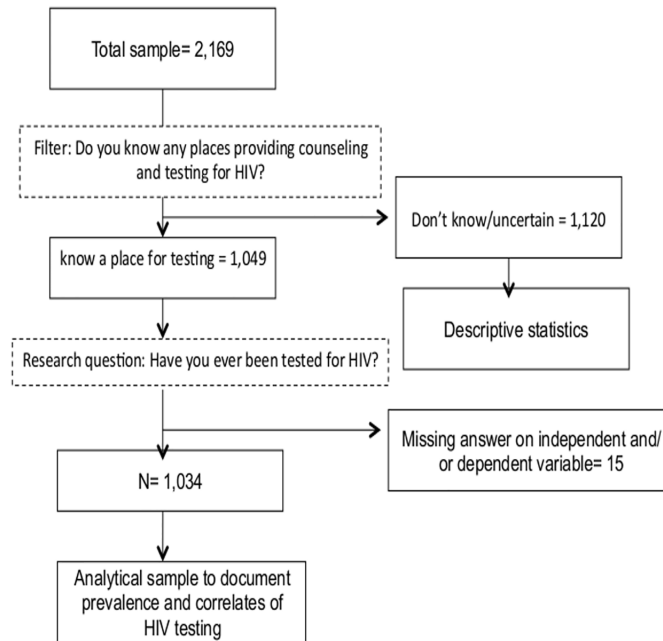 Total sample= 2,169
Filter: Do you know any places providing counseling
and testing for HIV?
Don't know/uncertain = 1,120
know a place for testing = 1,049
Descriptive statistics
Research question: Have you ever been tested for HIV?
Missing answer on independent and/
or dependent variable= 15
N= 1,034
Analytical sample to document
prevalence and correlates of
HIV testing